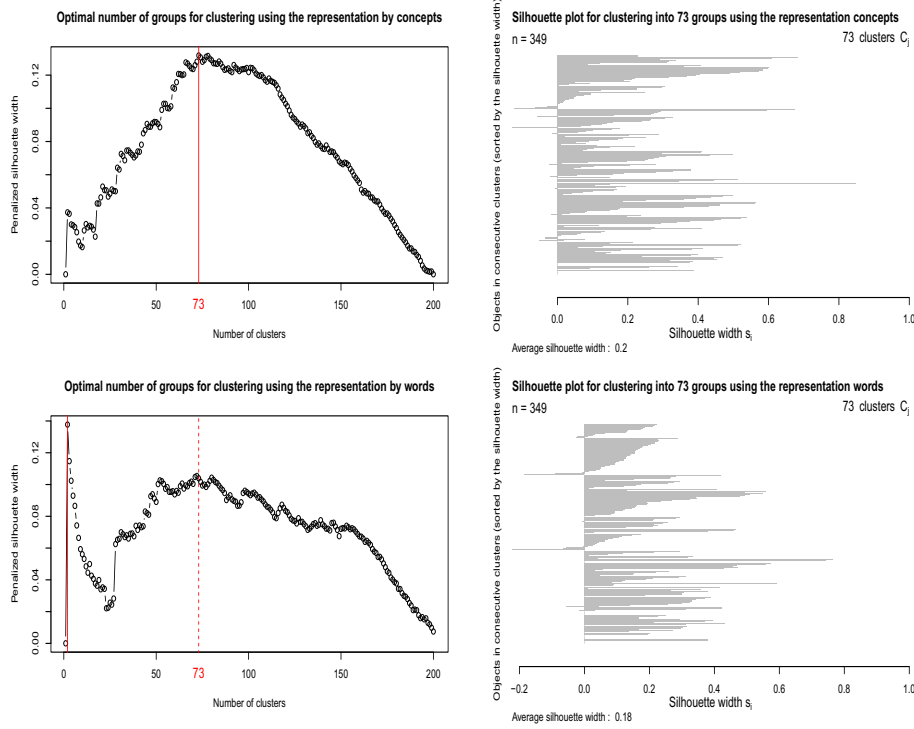 Optimal number of groups for clustering using the representation by concepts
Penalized silhouette width
0.00
0.04
0.08
0.12
0
50
100
150
200
73
Number of clusters
Silhouette plot for clustering into 73 groups using the representation concepts
n = 349
73 clusters Cj
Objects in consecutive clusters (sorted by the silhouette width)
0.0
0.2
0.4
0.6
0.8
1.0
Silhouette width si
Average silhouette width : 0.2
Optimal number of groups for clustering using the representation by words
Penalized silhouette width
0.00
0.04
0.08
0.12
0
50
100
150
200
73
Number of clusters
Silhouette plot for clustering into 73 groups using the representation words
n = 349
73 clusters Cj
Objects in consecutive clusters (sorted by the silhouette width)
−0.2
0.0
0.2
0.4
0.6
0.8
1.0
Silhouette width si
Average silhouette width : 0.18